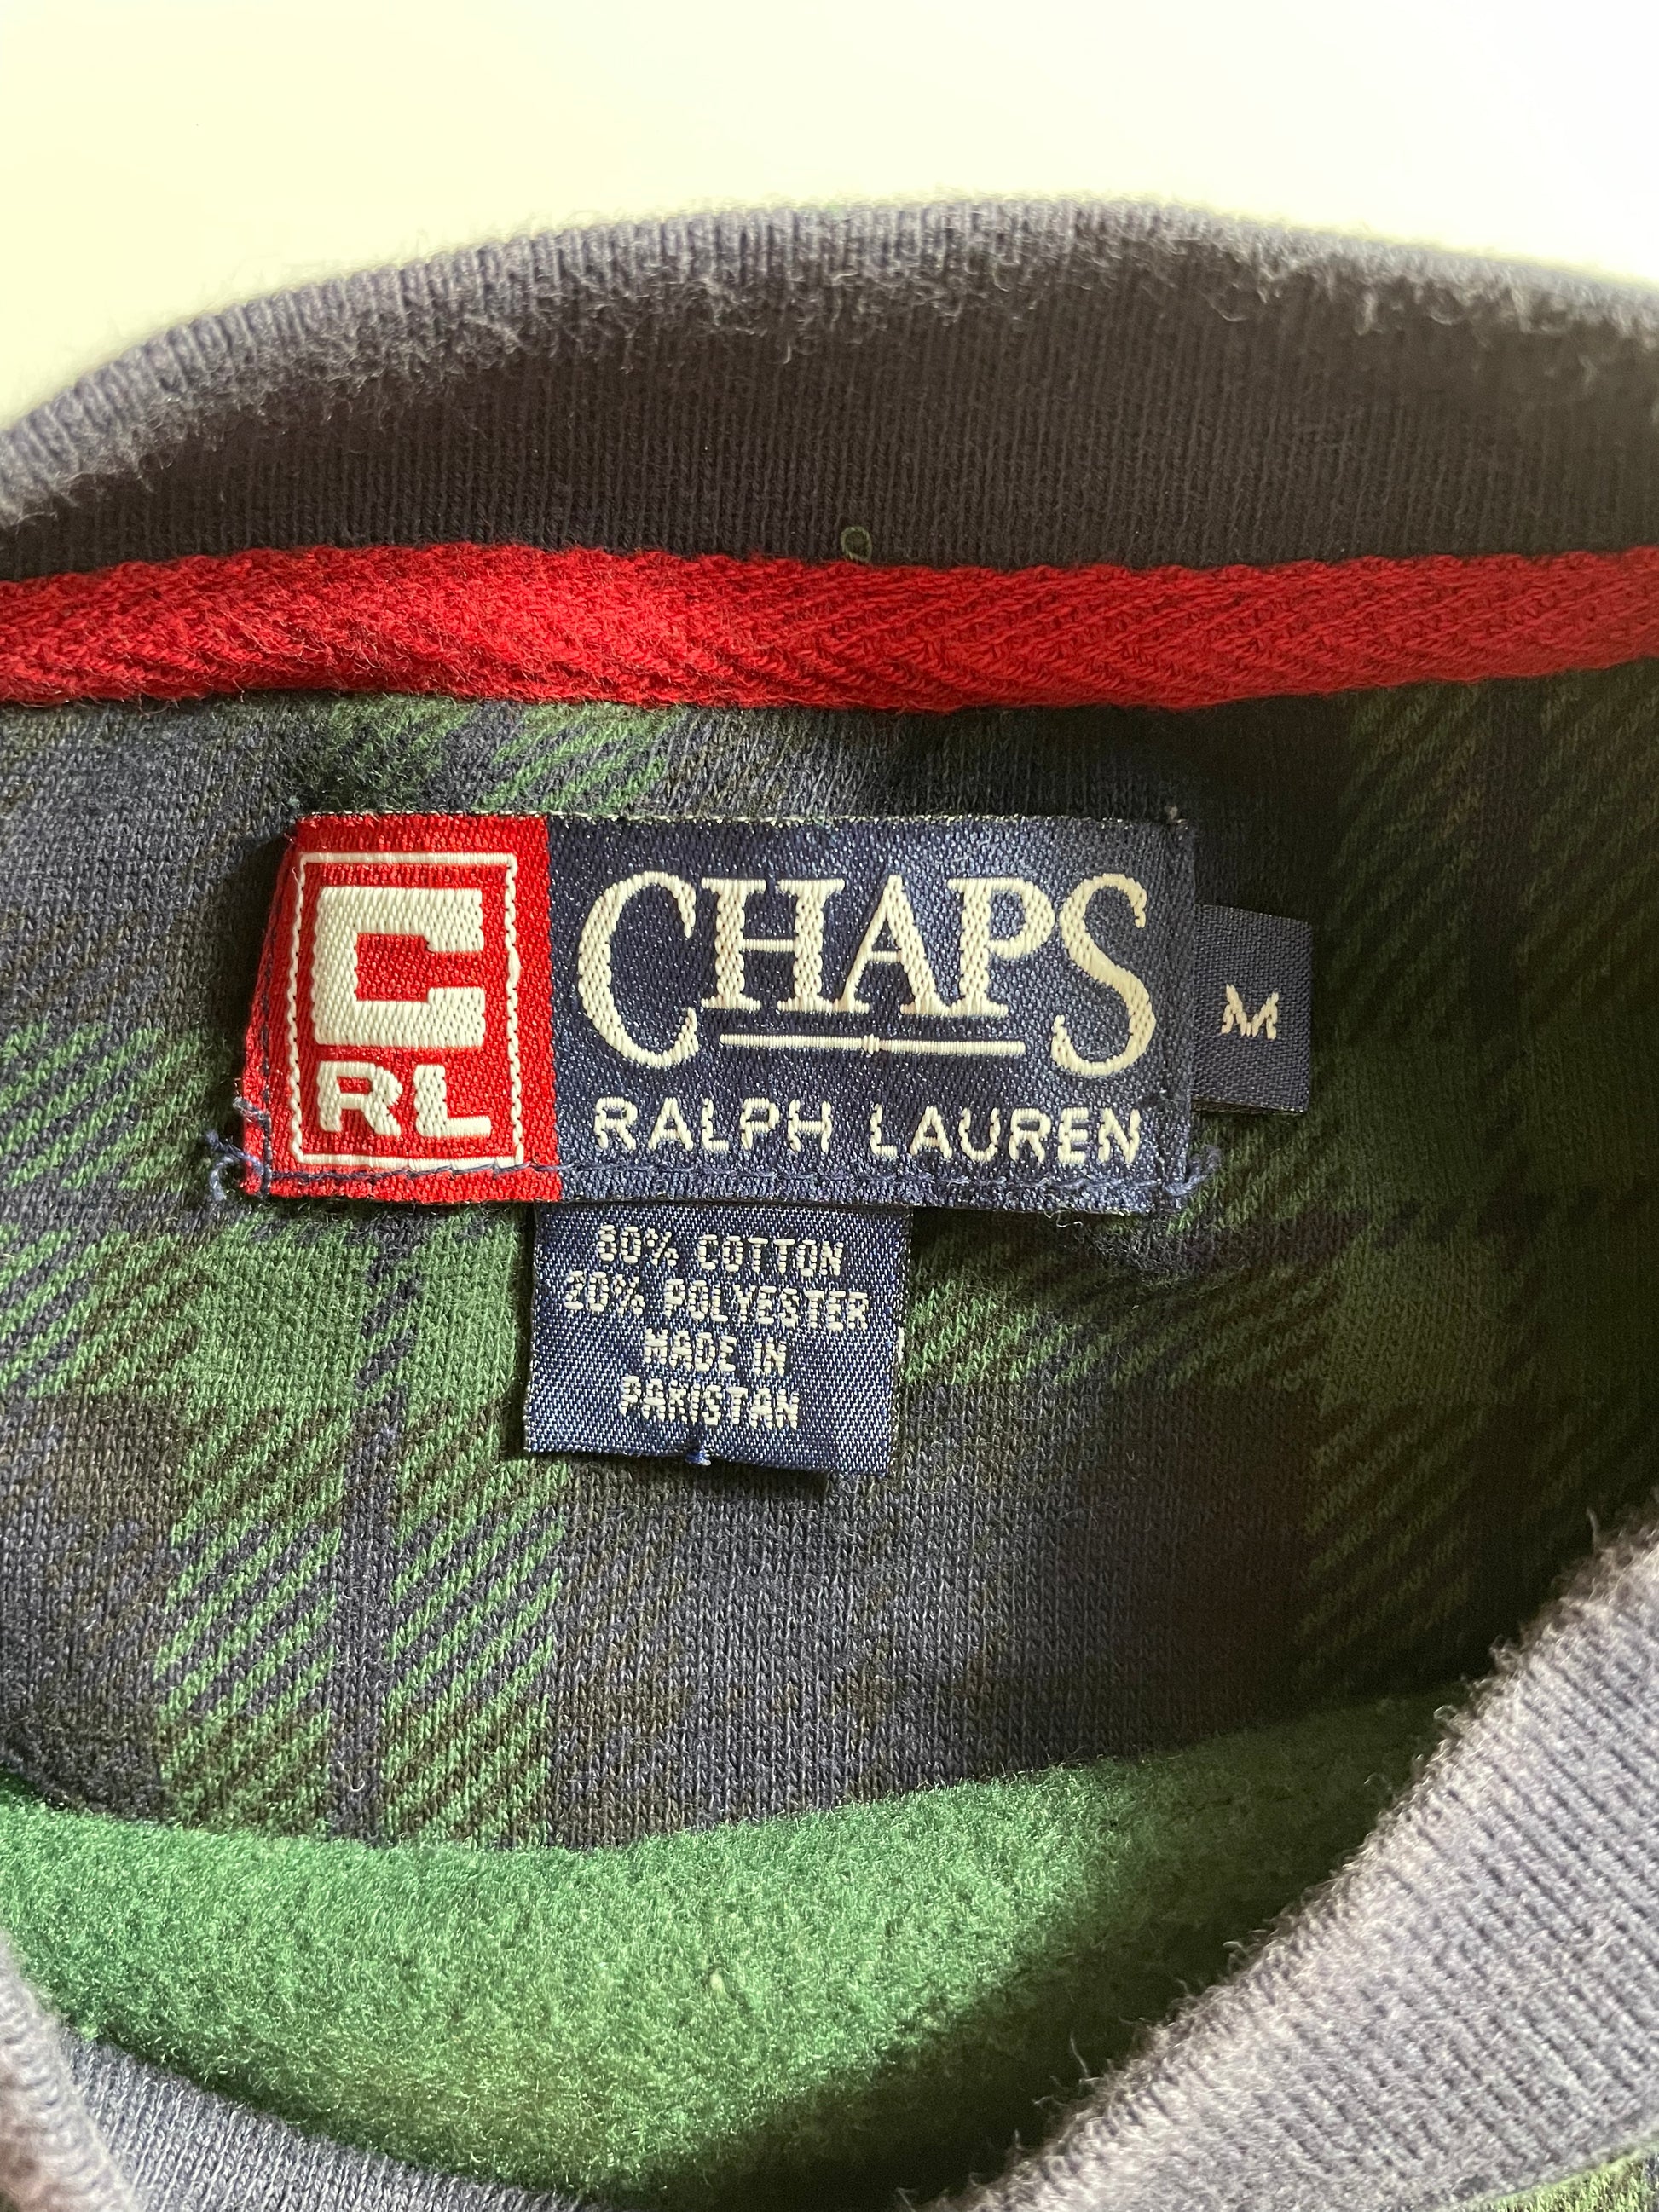 C
RL
CHAPS
RALPH LAUREN
M
80% COTTON
20% POLYESTER
MADE IN
PAKISTAN